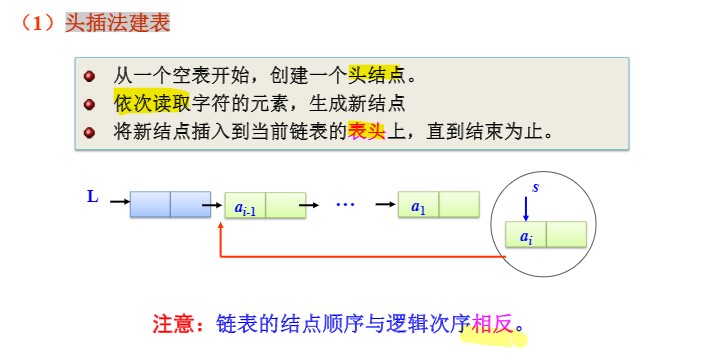 （1）头插法建表
从一个空表开始，创建一个头结点。
依次读取字符的元素，生成新结点
将新结点插入到当前链表的表头上，直到结束为止。
L ai-1 … a1 s
ai
注意：链表的结点顺序与逻辑次序相反。